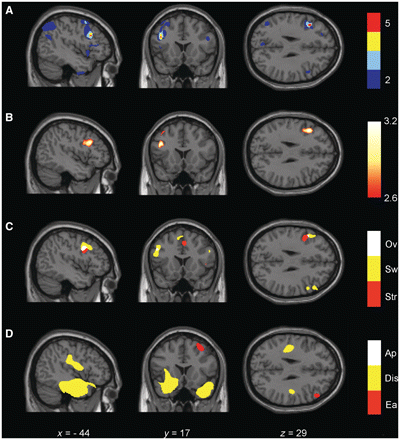 A
5
2
B
3.2
2.6
C
Ov
Sw
Str
D
Ap
Dis
Ea
x = - 44
y = 17
z = 29